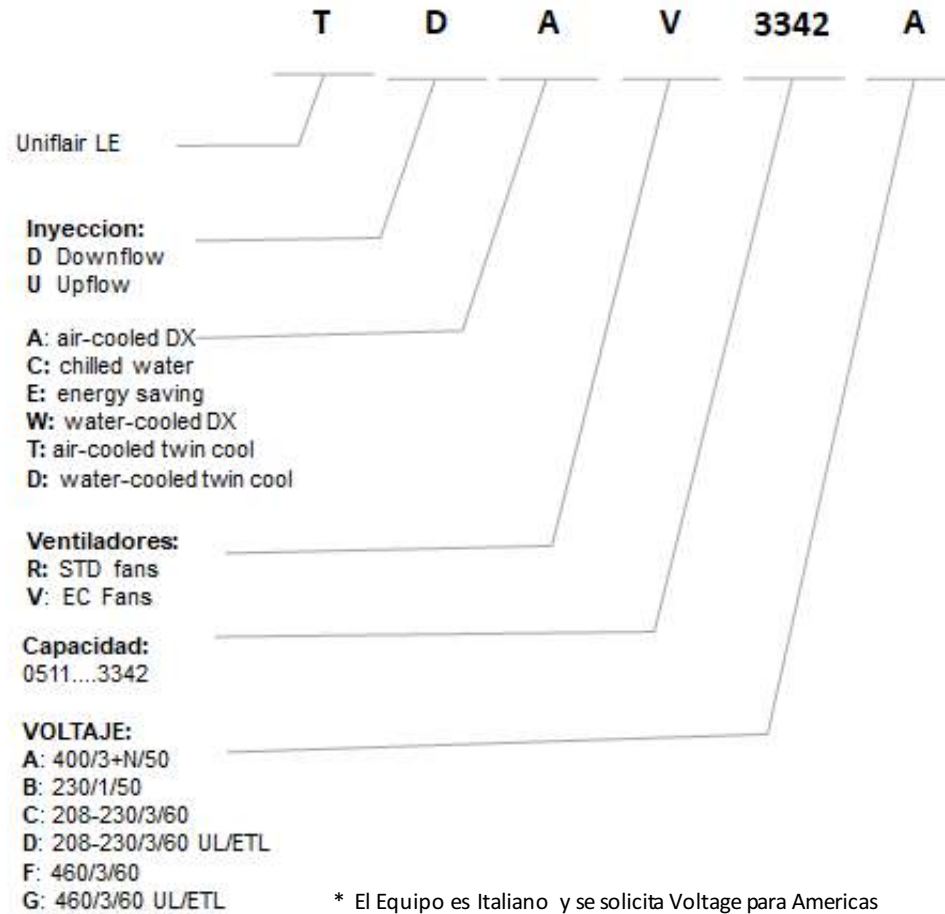 T D A V 3342 A
Uniflair LE
Inyeccion:
D Downflow
U Upflow
A: air-cooled DX
C: chilled water
E: energy saving
W: water-cooled DX
T: air-cooled twin cool
D: water-cooled twin cool
Ventiladores:
R: STD fans
V: EC Fans
Capacidad:
0511....3342
VOLTAJE:
A: 400/3+N/50
B: 230/1/50
C: 208-230/3/60
D: 208-230/3/60 UL/ETL
F: 460/3/60
G: 460/3/60 UL/ETL
* El Equipo es Italiano y se solicita Voltage para Americas